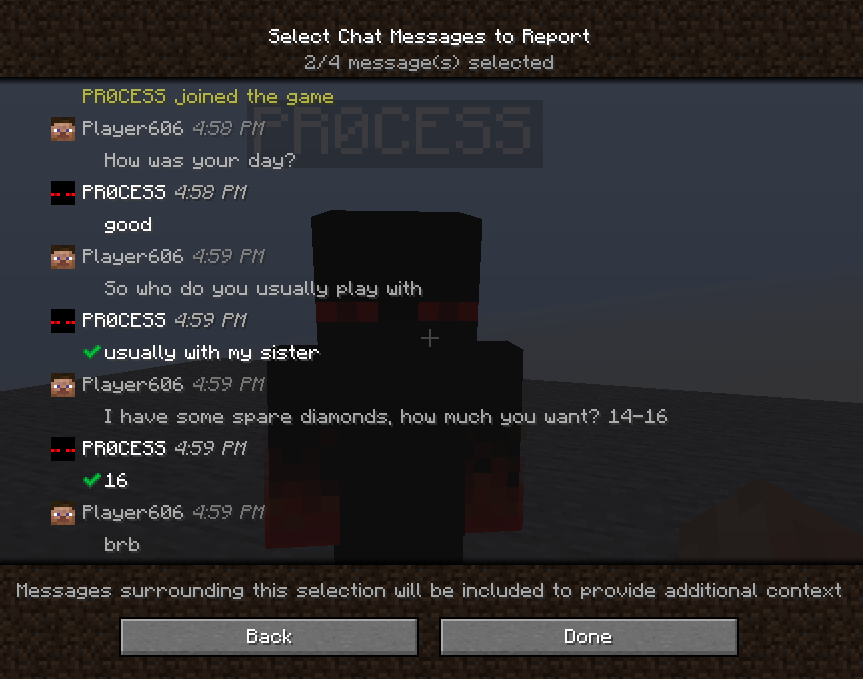 Select Chat Messages to Report
2/4 message(s) selected
PR0CESS joined the game
PR0CESS
Player606 4:58 PM
How was your day?
PR0CESS 4:58 PM
good
Player606 4:59 PM
So who do you usually play with
PR0CESS 4:59 PM
usually with my sister
Player606 4:59 PM
I have some spare diamonds, how much you want? 14-16
PR0CESS 4:59 PM
16
Player606 4:59 PM
brb
Messages surrounding this selection will be included to provide additional context
Back
Done